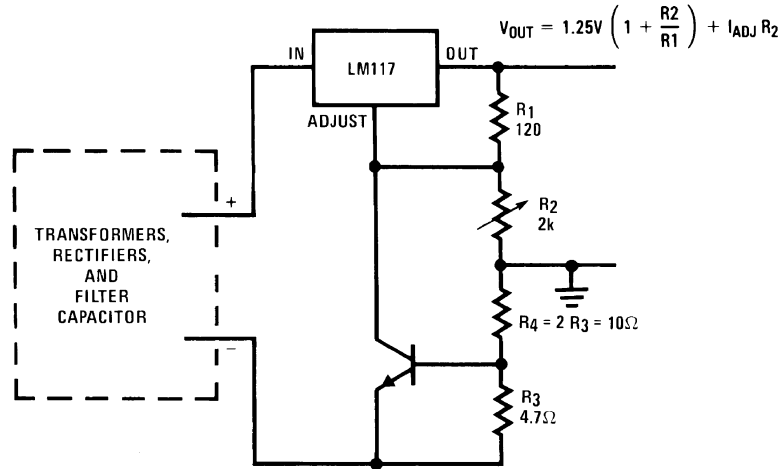 V_OUT = 1.25V (1 + R2/R1) + I_ADJ R2
IN
LM117
OUT
ADJUST
R1
120
+
R2
2k
TRANSFORMERS,
RECTIFIERS,
AND
FILTER
CAPACITOR
R4 = 2 R3 = 10Ω
−
R3
4.7Ω